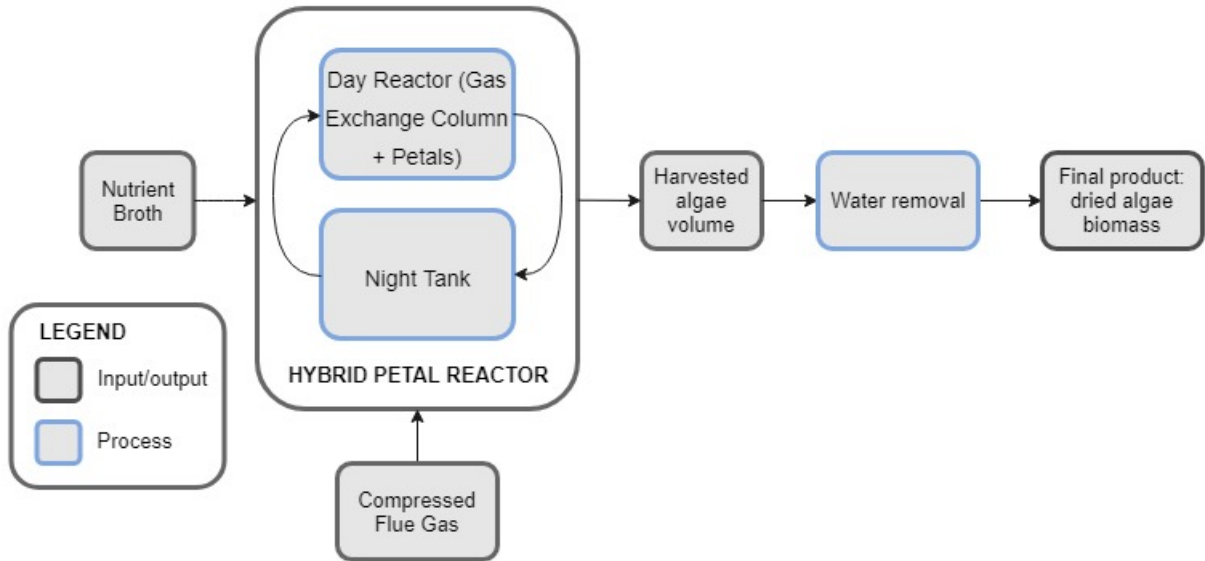 Day Reactor (Gas
Exchange Column
+ Petals)
Nutrient
Broth
Harvested
algae
volume
Water removal
Final product:
dried algae
biomass
Night Tank
HYBRID PETAL REACTOR
LEGEND
Input/output
Process
Compressed
Flue Gas